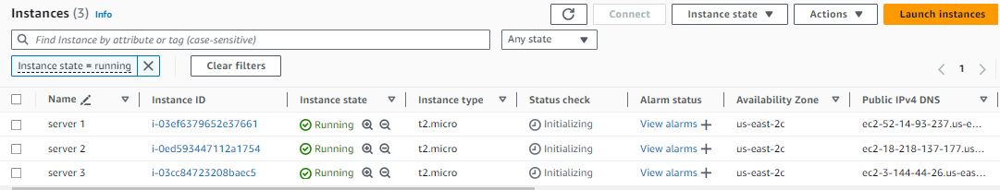 Instances (3) Info Connect Instance state Actions Launch instances
Find Instance by attribute or tag (case-sensitive) Any state
Instance state = running Clear filters
1
Name Instance ID Instance state Instance type Status check Alarm status Availability Zone Public IPv4 DNS
server 1 i-03ef6379652e37661 Running t2.micro Initializing View alarms + us-east-2c ec2-52-14-93-237.us-e...
server 2 i-0ed593447112a1754 Running t2.micro Initializing View alarms + us-east-2c ec2-18-218-137-177.us...
server 3 i-03cc84723208baec5 Running t2.micro Initializing View alarms + us-east-2c ec2-3-144-44-26.us-eas...